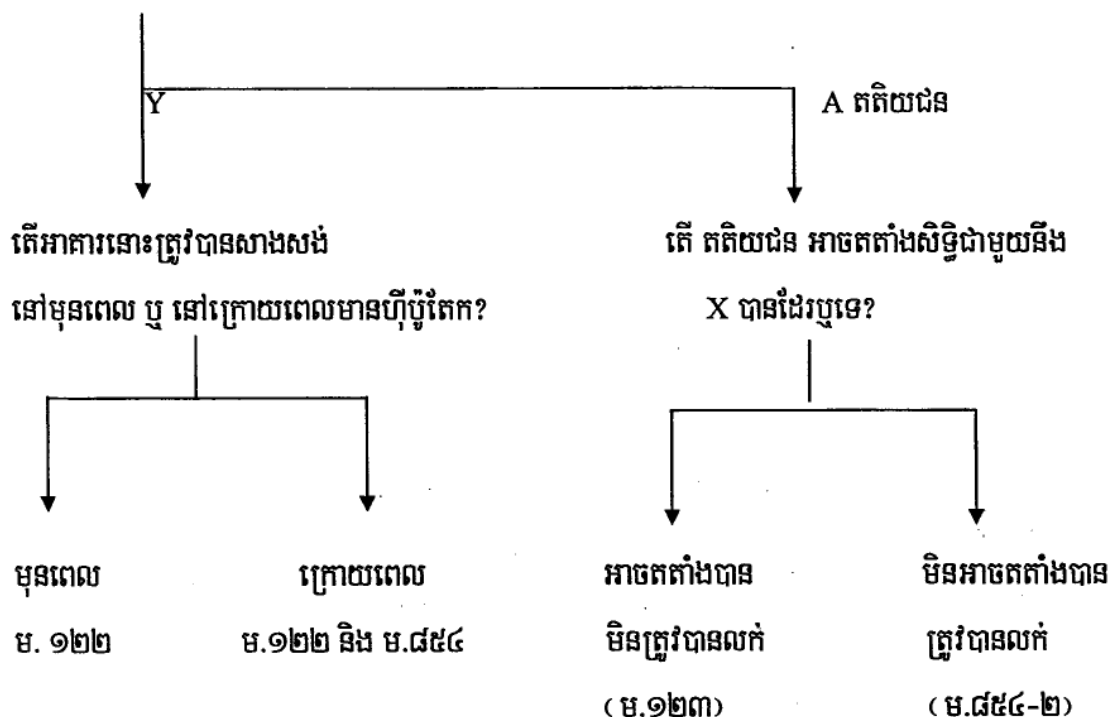 Y
A តតិយជន
តើអាគារនោះត្រូវបានសាងសង់
នៅមុនពេល ឬ នៅក្រោយពេលមានហ៊ីប៉ូតែក?
តើ តតិយជន អាចតតាំងសិទ្ធិជាមួយនឹង
X បានដែរឬទេ?
មុនពេល
ម. ១២២
ក្រោយពេល
ម.១២២ និង ម.៨៥៤
អាចតតាំងបាន
មិនត្រូវបានលក់
(ម.១២៣)
មិនអាចតតាំងបាន
ត្រូវបានលក់
(ម.៨៥៤-២)